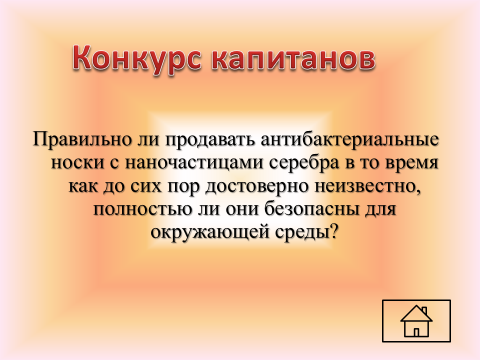 Конкурс капитанов
Правильно ли продавать антибактериальные
носки с наночастицами серебра в то время
как до сих пор достоверно неизвестно,
полностью ли они безопасны для
окружающей среды?